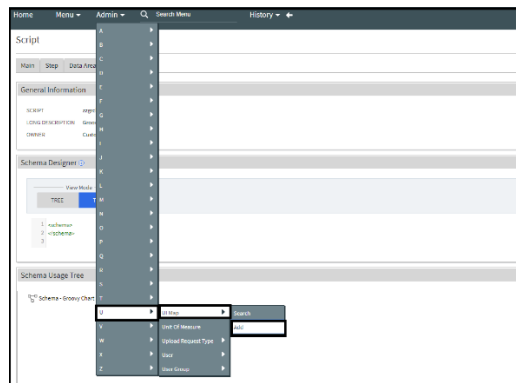 Home Menu Admin Search Menu History
Script
Main Step Data Area
General Information
SCRIPT
LONG DESCRIPTION
OWNER
Schema Designer
View Mode
TREE
1 <schema>
2 </schema>
3
Schema Usage Tree
Schema - Groovy Chart
A
B
C
D
E
F
G
H
I
J
K
L
M
N
O
P
Q
R
S
T
U
V
W
X
Z
UI Map
Unit Of Measure
Upload Request Type
User
User Group
Search
Add